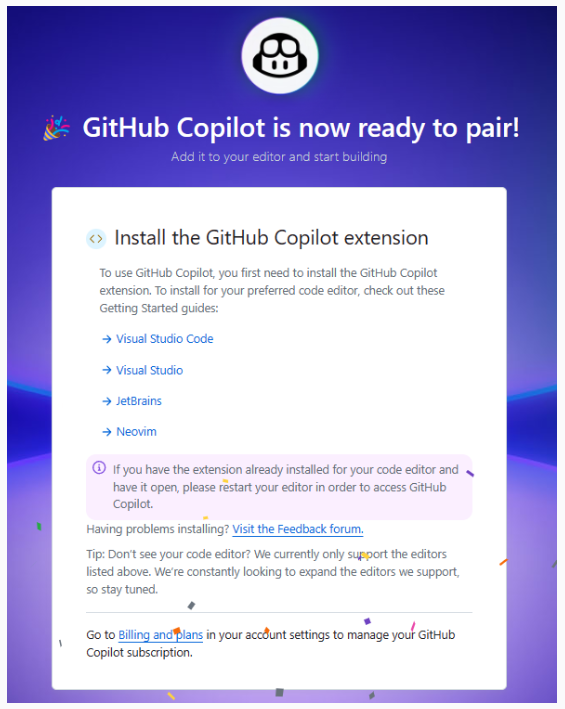 GitHub Copilot is now ready to pair!
Add it to your editor and start building
Install the GitHub Copilot extension
To use GitHub Copilot, you first need to install the GitHub Copilot
extension. To install for your preferred code editor, check out these
Getting Started guides:
→ Visual Studio Code
→ Visual Studio
→ JetBrains
→ Neovim
If you have the extension already installed for your code editor and
have it open, please restart your editor in order to access GitHub
Copilot.
Having problems installing? Visit the Feedback forum.
Tip: Don't see your code editor? We currently only support the editors
listed above. We're constantly looking to expand the editors we support,
so stay tuned.
Go to Billing and plans in your account settings to manage your GitHub
Copilot subscription.